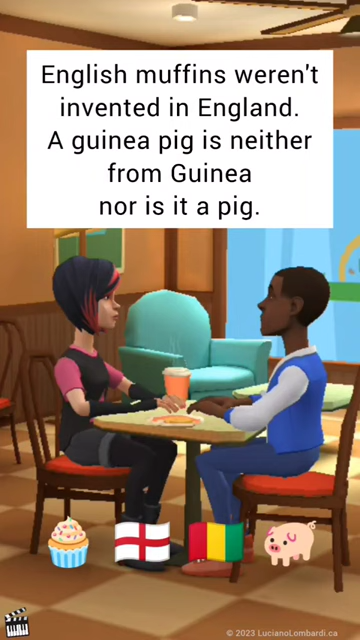 English muffins weren't
invented in England.
A guinea pig is neither
from Guinea
nor is it a pig.
© 2023 LucianoLombardi.ca